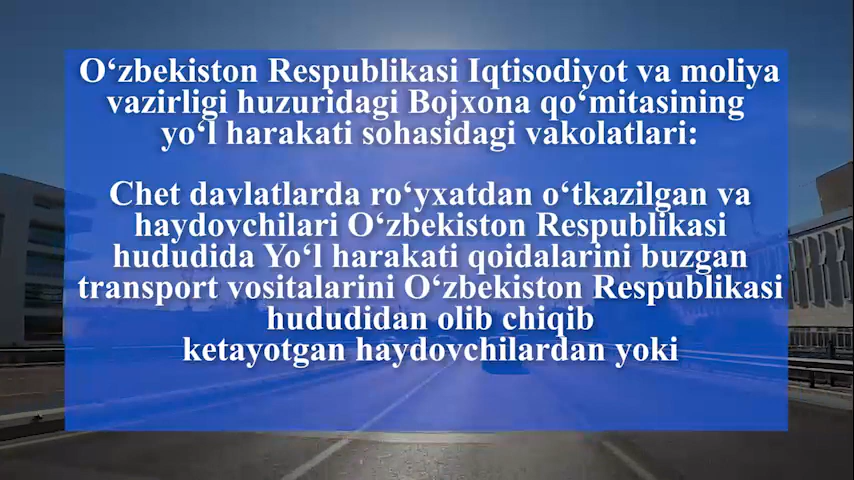 O‘zbekiston Respublikasi Iqtisodiyot va moliya
vazirligi huzuridagi Bojxona qo‘mitasining
yo‘l harakati sohasidagi vakolatlari:
Chet davlatlarda ro‘yxatdan o‘tkazilgan va
haydovchilari O‘zbekiston Respublikasi
hududida Yo‘l harakati qoidalarini buzgan
transport vositalarini O‘zbekiston Respublikasi
hududidan olib chiqib
ketayotgan haydovchilardan yoki